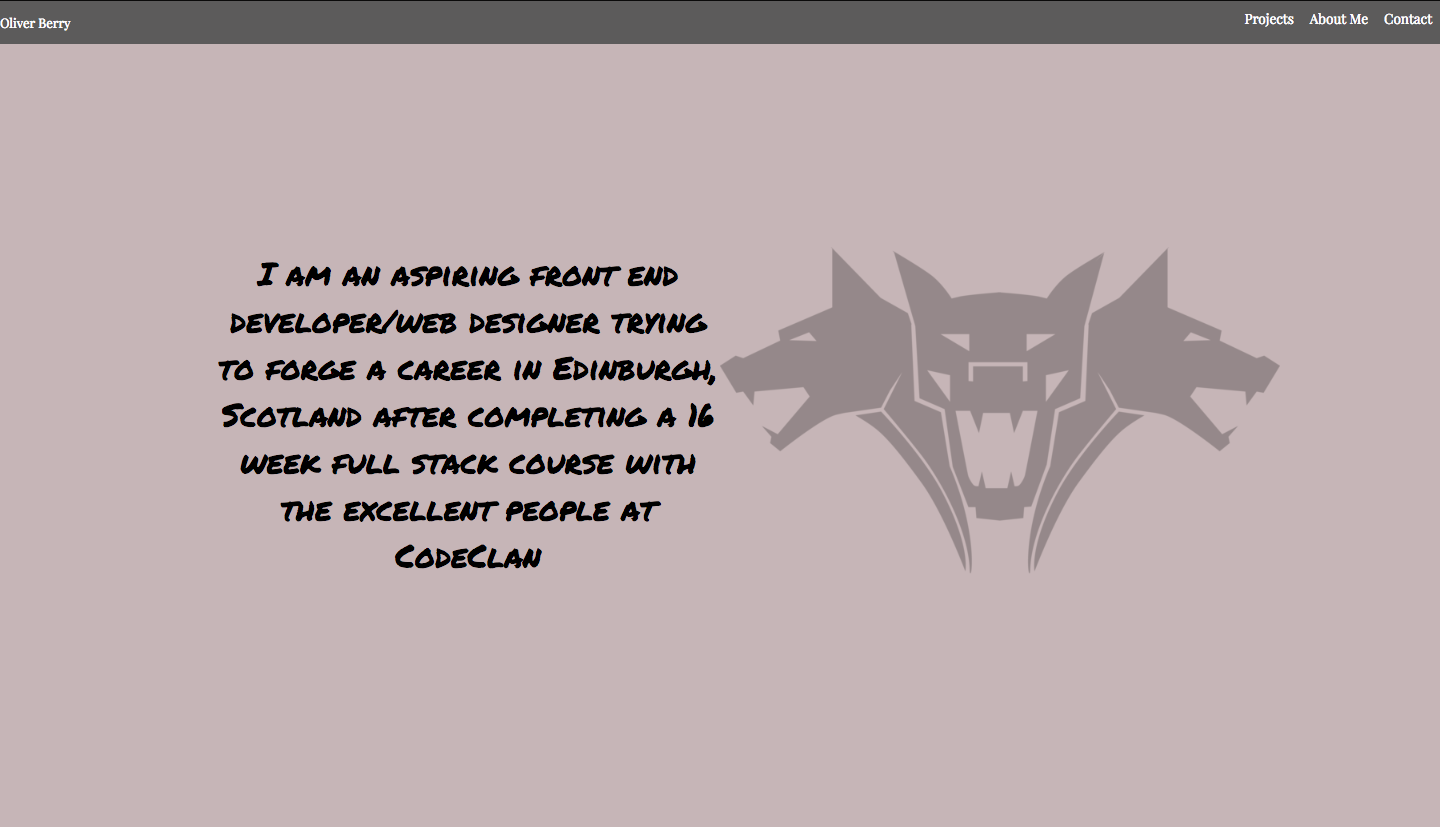 Oliver Berry
Projects About Me Contact
I am an aspiring front end
developer/web designer trying
to forge a career in Edinburgh,
Scotland after completing a 16
week full stack course with
the excellent people at
CodeClan